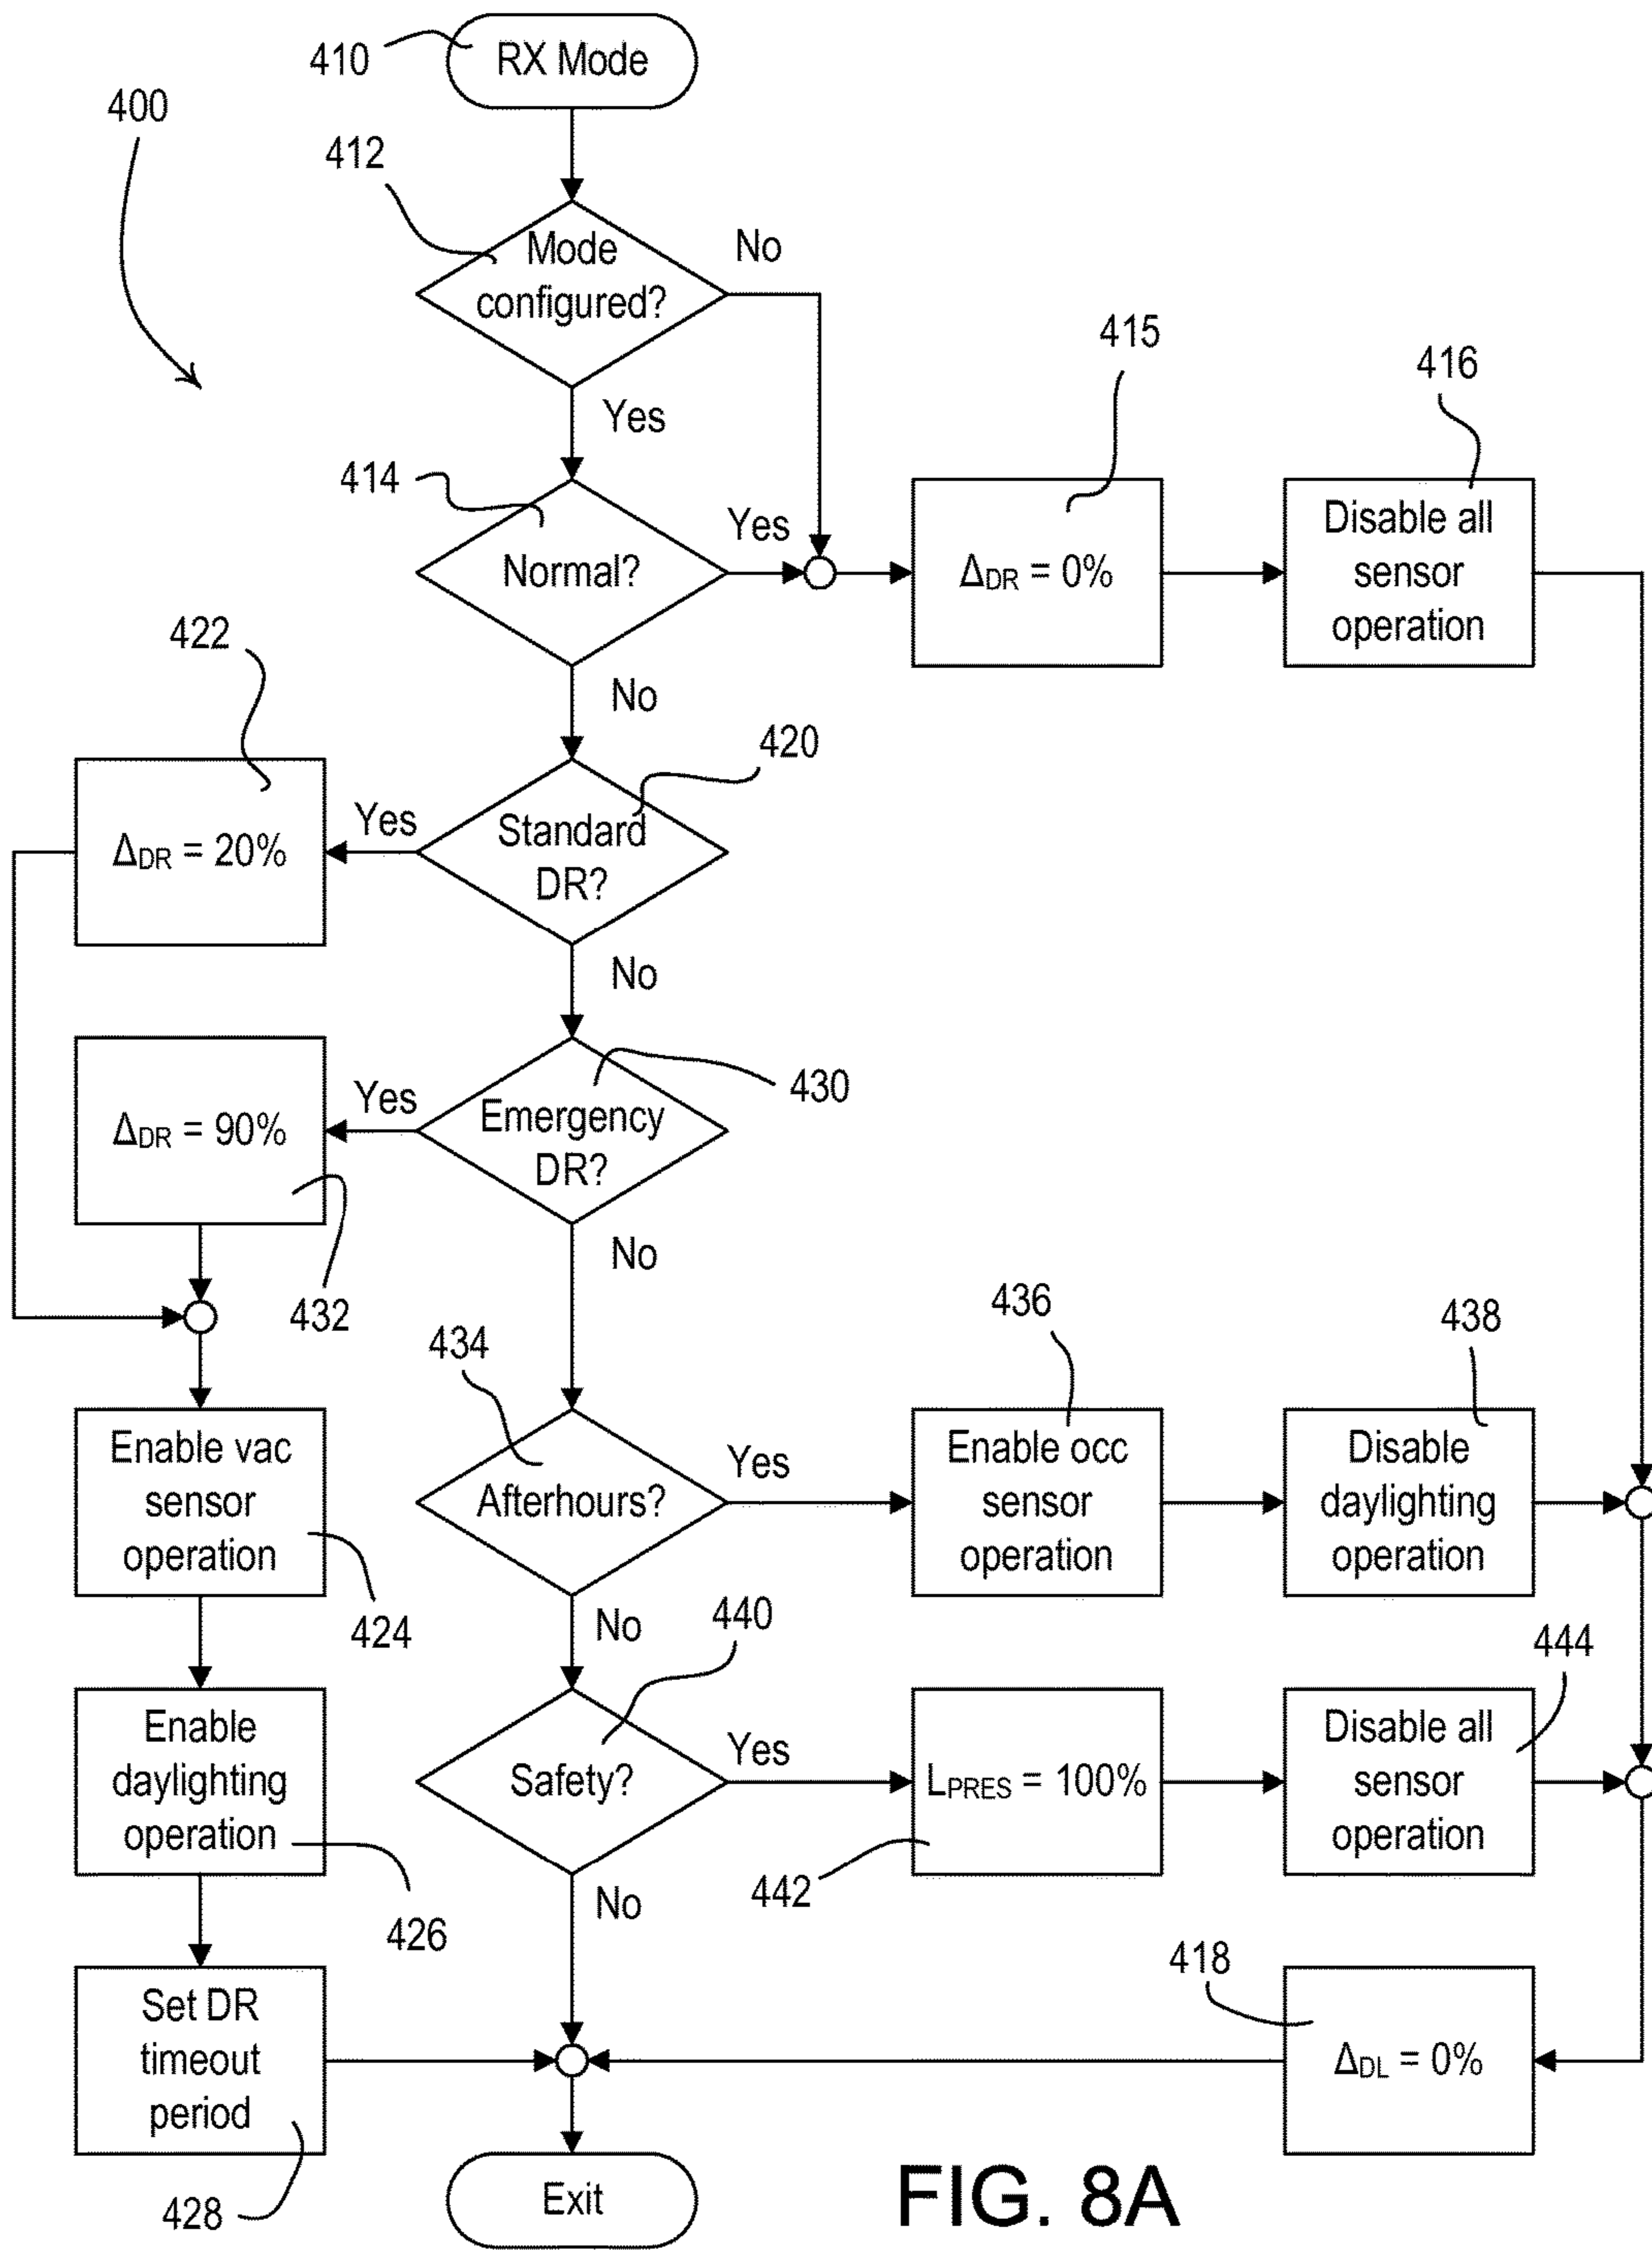 410
RX Mode
400
412
Mode
configured?
No
Yes
415
416
414
Normal?
Yes
ΔDR = 0%
Disable all
sensor
operation
No
422
420
ΔDR = 20%
Yes
Standard
DR?
No
430
ΔDR = 90%
Yes
Emergency
DR?
432
No
436
438
434
Enable vac
sensor
operation
Afterhours?
Yes
Enable occ
sensor
operation
Disable
daylighting
operation
424
No
440
444
Enable
daylighting
operation
Safety?
Yes
LPRES = 100%
Disable all
sensor
operation
442
426
No
418
Set DR
timeout
period
ΔDL = 0%
428
Exit
FIG. 8A